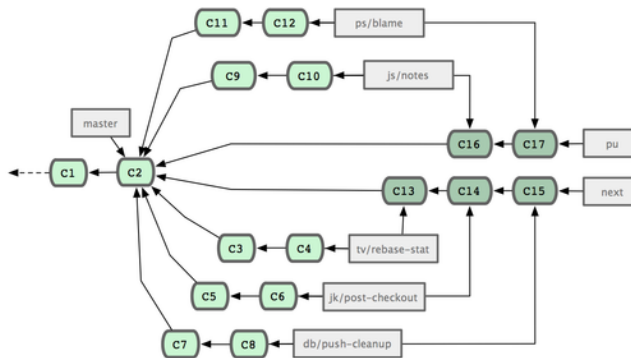 C11 C12 ps/blame
C9 C10 js/notes
master
C16 C17 pu
C1 C2
C13 C14 C15 next
C3 C4 tv/rebase-stat
C5 C6 jk/post-checkout
C7 C8 db/push-cleanup